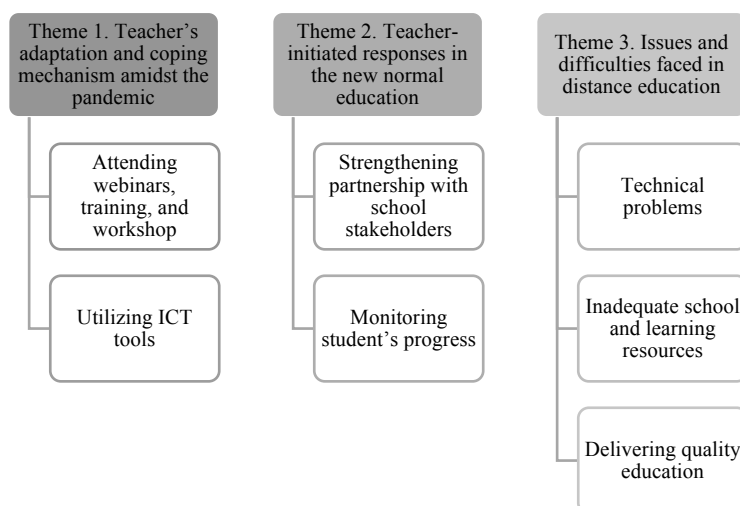 Theme 1. Teacher’s
adaptation and coping
mechanism amidst the
pandemic
Attending
webinars,
training, and
workshop
Utilizing ICT
tools
Theme 2. Teacher-
initiated responses in
the new normal
education
Strengthening
partnership with
school
stakeholders
Monitoring
student’s progress
Theme 3. Issues and
difficulties faced in
distance education
Technical
problems
Inadequate school
and learning
resources
Delivering quality
education